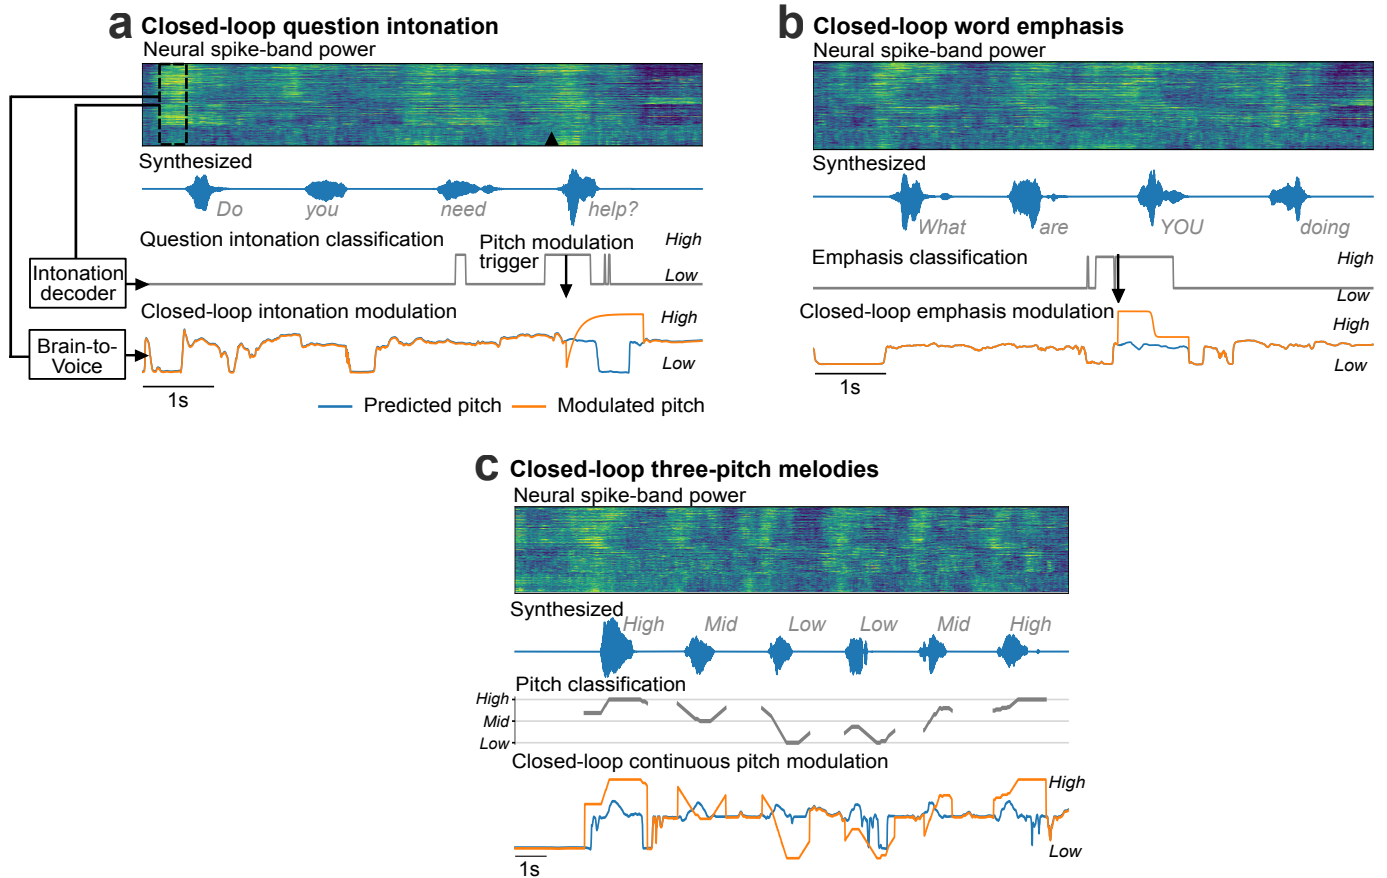 a Closed-loop question intonation
Neural spike-band power
Synthesized
Do you need help?
Question intonation classification
Pitch modulation
trigger
High
Low
Intonation
decoder
Closed-loop intonation modulation
High
Low
Brain-to-
Voice
1s
Predicted pitch
Modulated pitch
b Closed-loop word emphasis
Neural spike-band power
Synthesized
What are YOU doing
Emphasis classification
High
Low
Closed-loop emphasis modulation
High
Low
1s
c Closed-loop three-pitch melodies
Neural spike-band power
Synthesized
High Mid Low Low Mid High
Pitch classification
High
Mid
Low
Closed-loop continuous pitch modulation
High
Low
1s